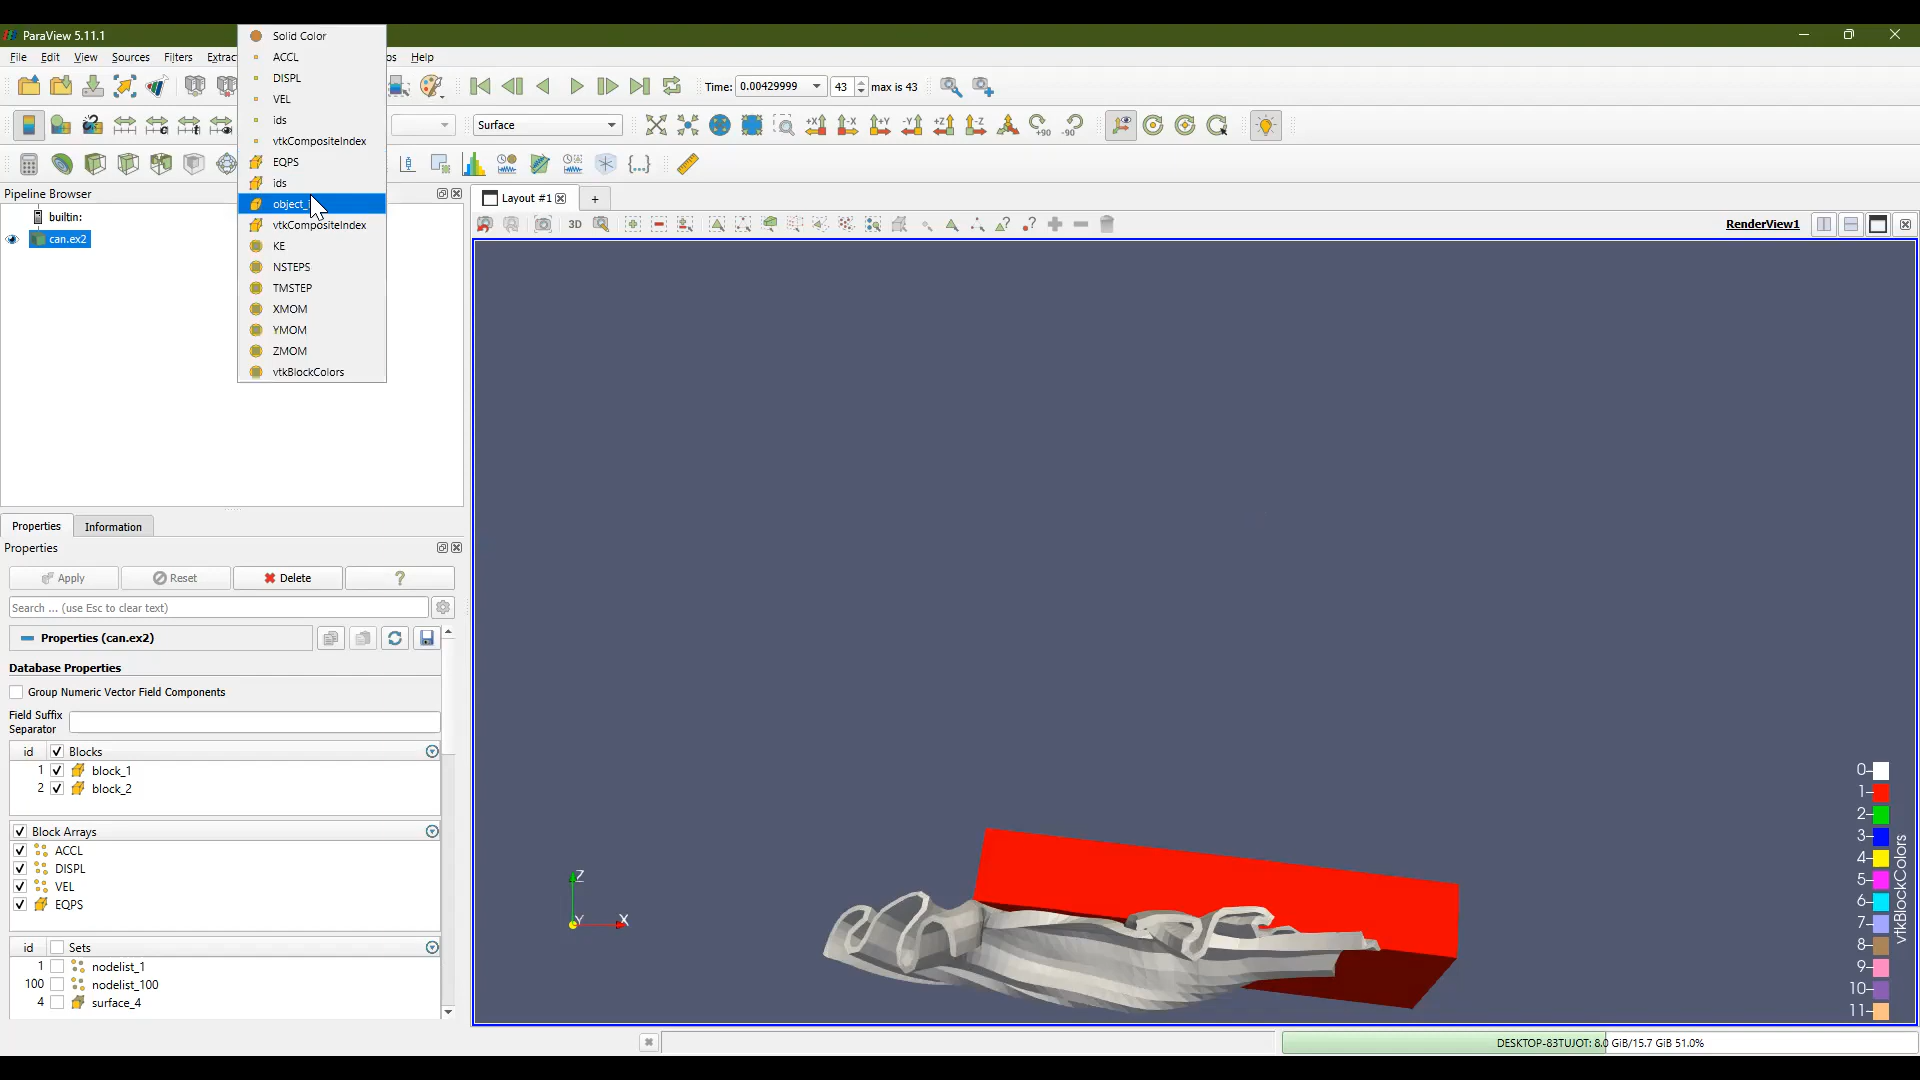 ParaView 5.11.1
File Edit View Sources Filters Help
Solid Color
ACCL
DISPL
VEL
ids
vtkCompositeIndex
EQPS
ids
vtkCompositeIndex
KE
NSTEPS
TMSTEP
XMOM
YMOM
ZMOM
vtkBlockColors
Time: 0.00429999 43 max is 43
Surface
+X -X +Y -Y +Z -Z +90 -90
Pipeline Browser
builtin:
can.ex2
Layout #1 +
3D
RenderView1
Properties Information
Properties
Apply Reset Delete ?
Search ... (use Esc to clear text)
Properties (can.ex2)
Database Properties
Group Numeric Vector Field Components
Field Suffix
Separator
id Blocks
1 block_1
2 block_2
Block Arrays
ACCL
DISPL
VEL
EQPS
id Sets
1 nodelist_1
100 nodelist_100
4 surface_4
Z
Y X
0
1
2
3
4
5
6
7
8
9
10
11
vtkBlockColors
DESKTOP-83TUJOT: 8.0 GiB/15.7 GiB 51.0%